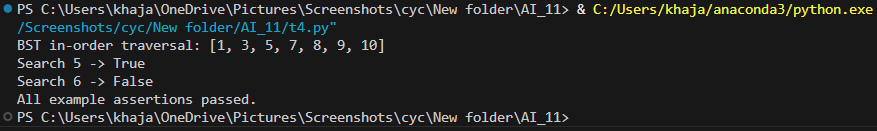 PS C:\Users\khaja\OneDrive\Pictures\Screenshots\cyc\New folder\AI_11> & C:/Users/khaja/anaconda3/python.exe
/Screenshots/cyc/New folder/AI_11/t4.py"
BST in-order traversal: [1, 3, 5, 7, 8, 9, 10]
Search 5 -> True
Search 6 -> False
All example assertions passed.
PS C:\Users\khaja\OneDrive\Pictures\Screenshots\cyc\New folder\AI_11>